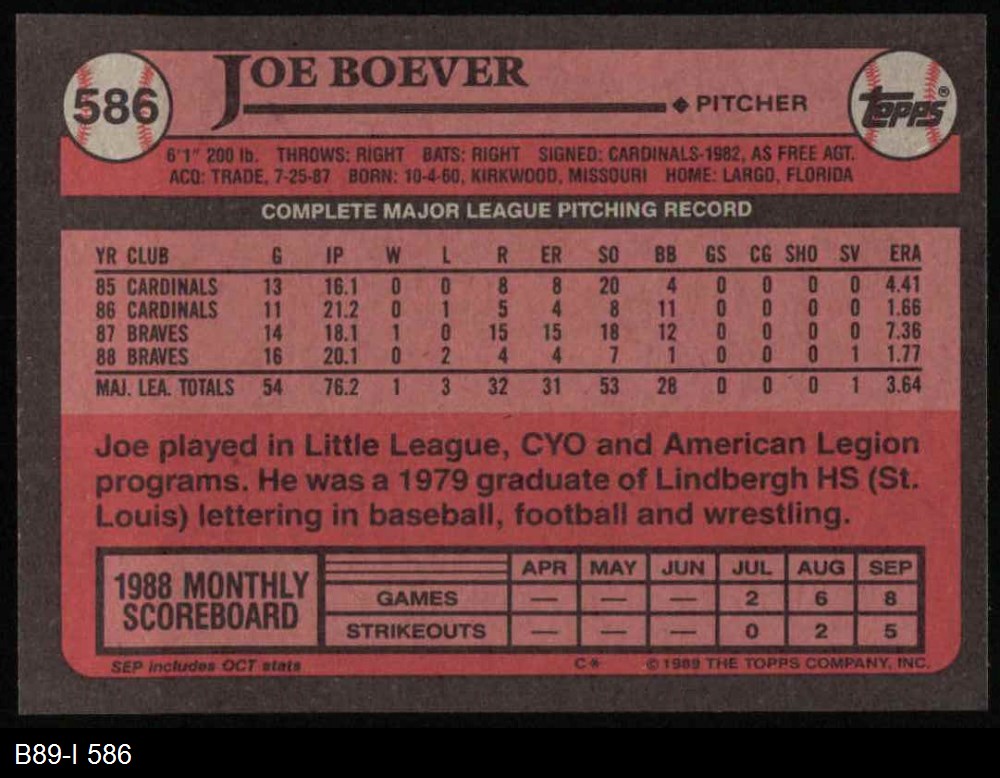 586
JOE BOEVER
PITCHER
TOPPS®
6'1" 200 lb. THROWS: RIGHT BATS: RIGHT SIGNED: CARDINALS-1982, AS FREE AGT.
ACQ: TRADE, 7-25-87 BORN: 10-4-60, KIRKWOOD, MISSOURI HOME: LARGO, FLORIDA
COMPLETE MAJOR LEAGUE PITCHING RECORD
YR CLUB G IP W L R ER SO BB GS CG SHO SV ERA
85 CARDINALS 13 16.1 0 0 8 8 20 4 0 0 0 0 4.41
86 CARDINALS 11 21.2 0 1 5 4 8 11 0 0 0 0 1.66
87 BRAVES 14 18.1 1 0 15 15 18 12 0 0 0 0 7.36
88 BRAVES 16 20.1 0 2 4 4 7 1 0 0 0 1 1.77
MAJ. LEA. TOTALS 54 76.2 1 3 32 31 53 28 0 0 0 1 3.64
Joe played in Little League, CYO and American Legion
programs. He was a 1979 graduate of Lindbergh HS (St.
Louis) lettering in baseball, football and wrestling.
1988 MONTHLY
SCOREBOARD
APR MAY JUN JUL AUG SEP
GAMES — — — 2 6 8
STRIKEOUTS — — — 0 2 5
SEP includes OCT stats C* © 1989 THE TOPPS COMPANY, INC.
B89-I 586